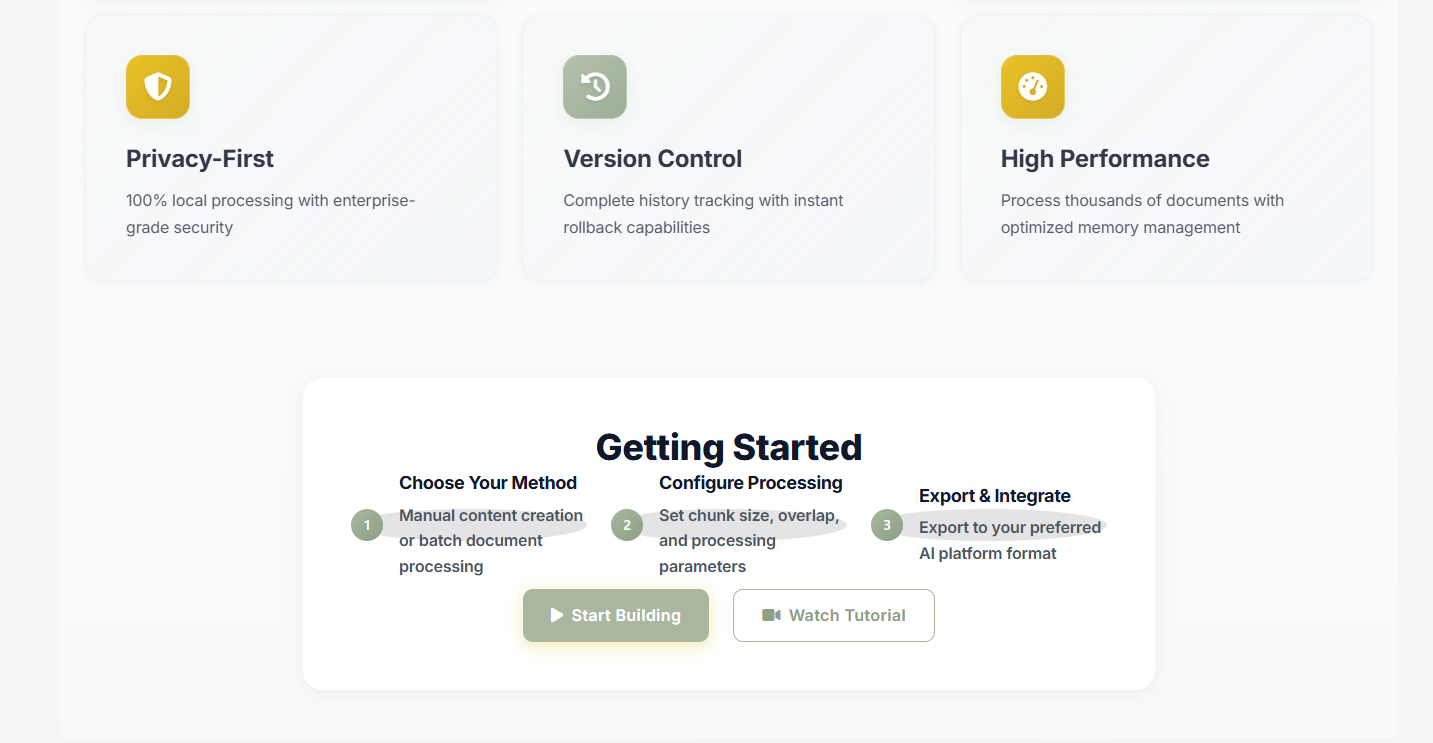 Privacy-First
100% local processing with enterprise-
grade security
Version Control
Complete history tracking with instant
rollback capabilities
High Performance
Process thousands of documents with
optimized memory management
Getting Started
1
Choose Your Method
Manual content creation
or batch document
processing
2
Configure Processing
Set chunk size, overlap,
and processing
parameters
3
Export & Integrate
Export to your preferred
AI platform format
Start Building
Watch Tutorial